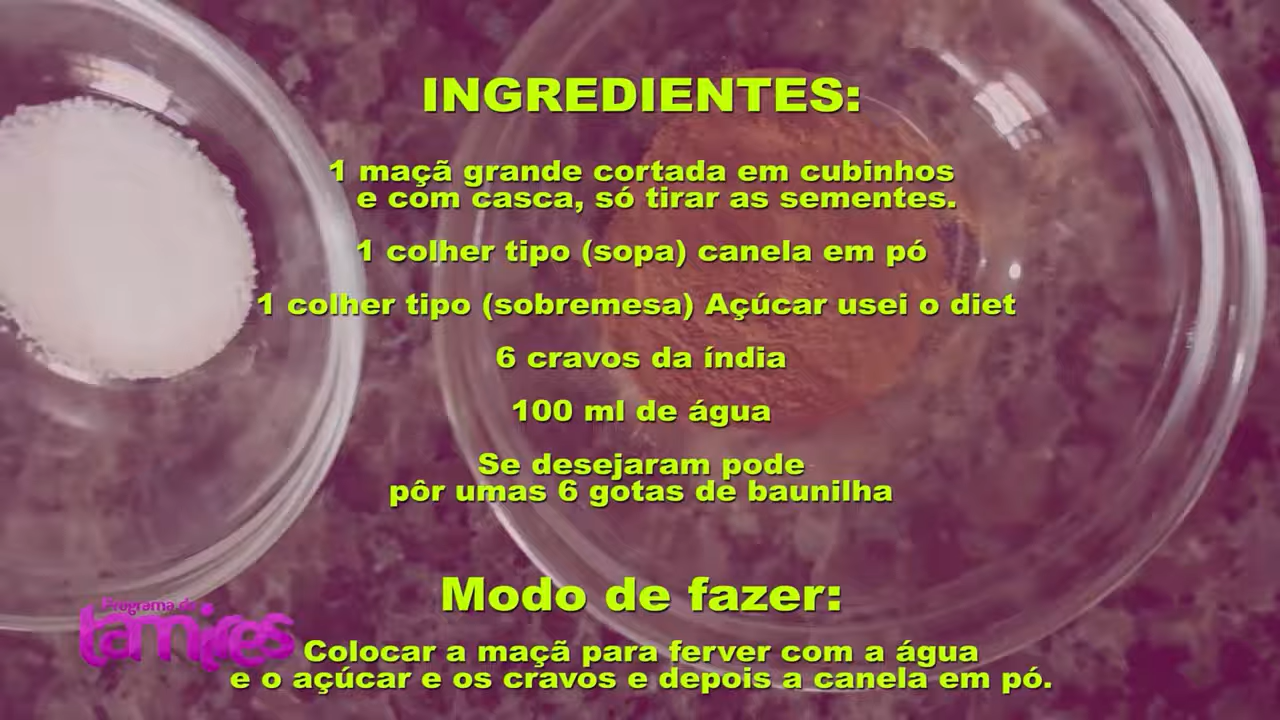 INGREDIENTES:
1 maçã grande cortada em cubinhos
e com casca, só tirar as sementes.
1 colher tipo (sopa) canela em pó
1 colher tipo (sobremesa) Açúcar usei o diet
6 cravos da índia
100 ml de água
Se desejaram pode
pôr umas 6 gotas de baunilha
Modo de fazer:
Programa do
tamires
Colocar a maçã para ferver com a água
e o açúcar e os cravos e depois a canela em pó.